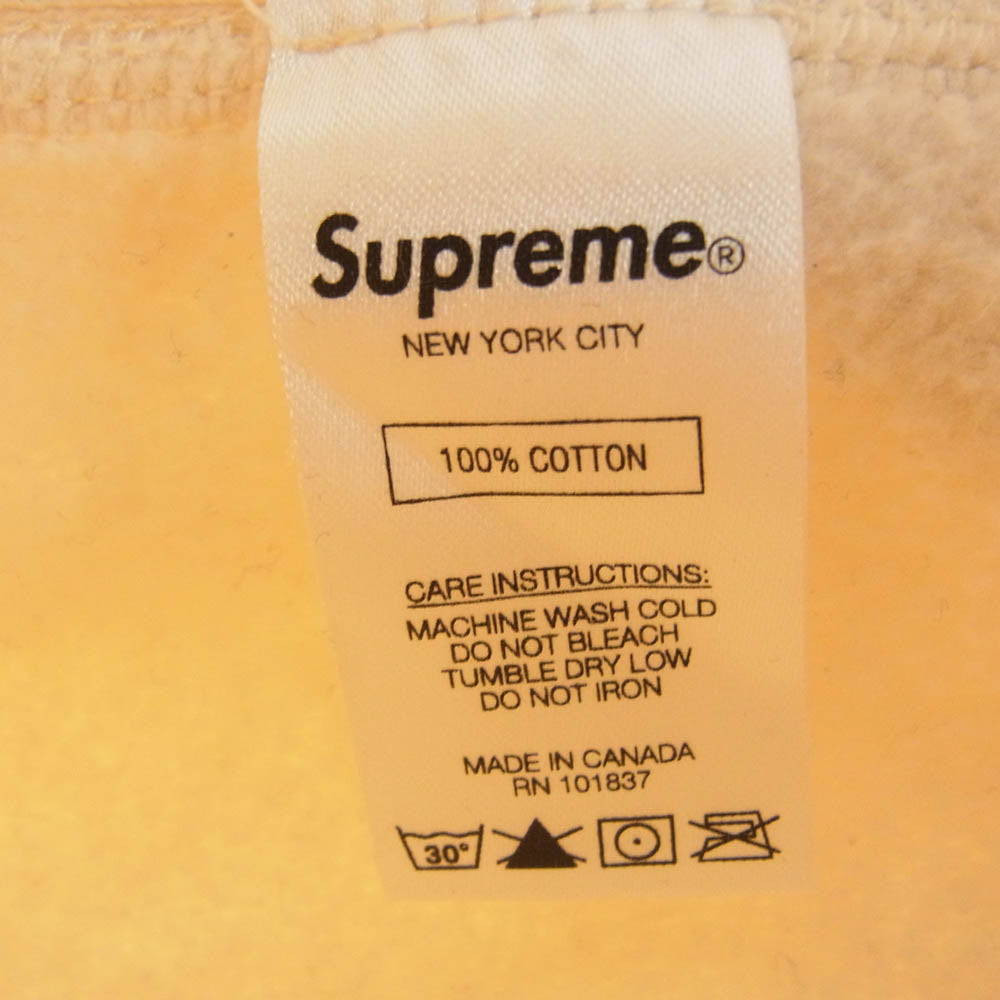 Supreme®
NEW YORK CITY
100% COTTON
CARE INSTRUCTIONS:
MACHINE WASH COLD
DO NOT BLEACH
TUMBLE DRY LOW
DO NOT IRON
MADE IN CANADA
RN 101837
30°